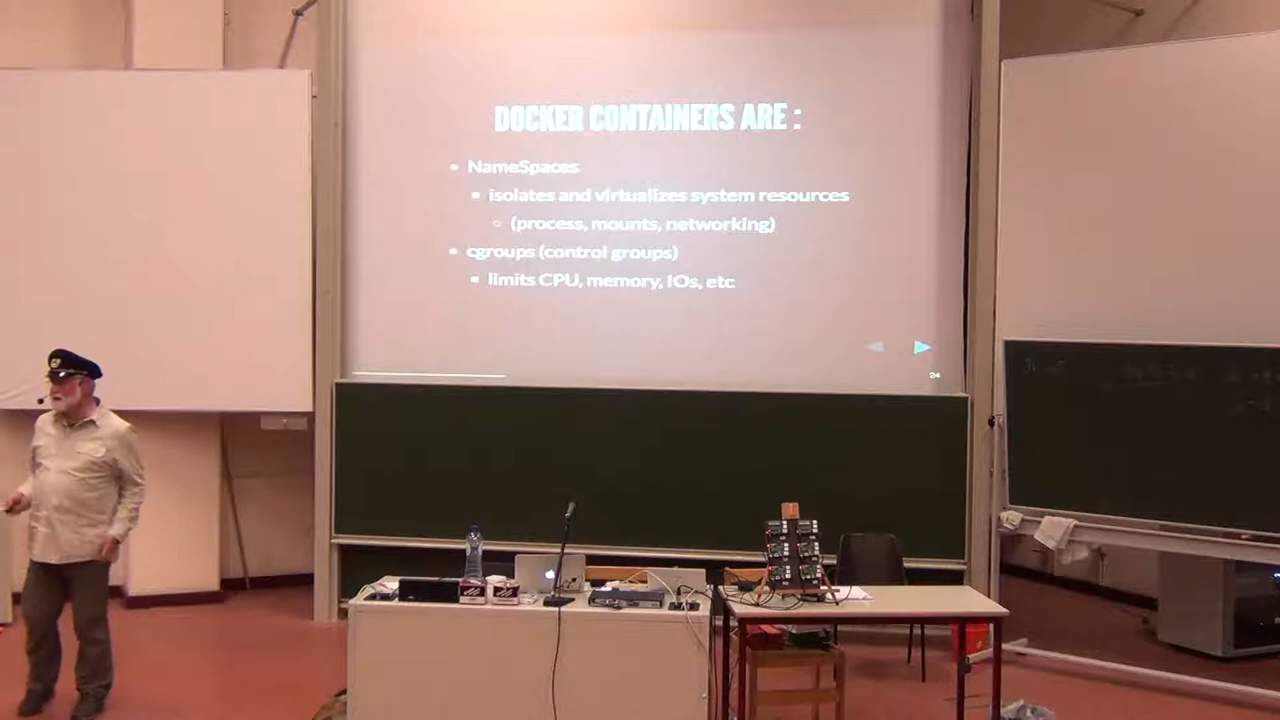 DOCKER CONTAINERS ARE :
NameSpaces
isolates and virtualizes system resources
(process, mounts, networking)
cgroups (control groups)
limits CPU, memory, IOs, etc
24